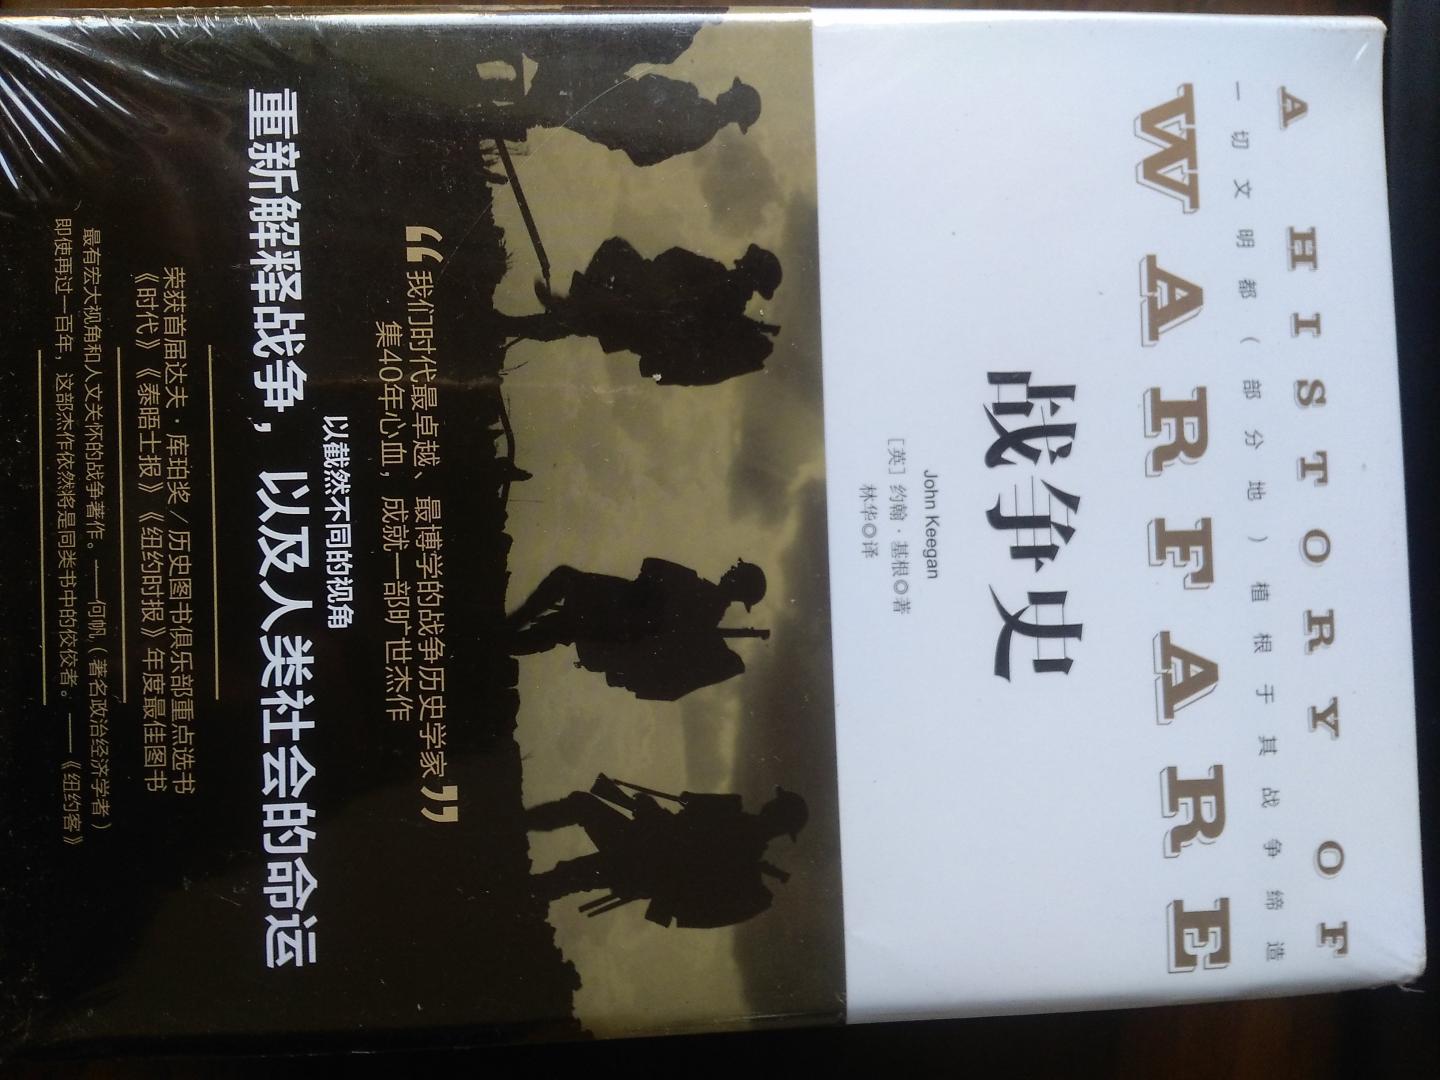 A HISTORY OF
一切文明都（部分地）植根于其战争缔造
WARFARE
战争史
John Keegan
[英] 约翰·基根◎著
林华◎译
“我们时代最卓越、最博学的战争历史学家”
集40年心血，成就一部旷世杰作
以截然不同的视角
重新解释战争，以及人类社会的命运
荣获首届达夫·库珀奖／历史图书俱乐部重点选书
《时代》《泰晤士报》《纽约时报》年度最佳图书
最有宏大视角和人文关怀的战争著作。——何帆（著名政治经济学者）
即使再过一百年，这部杰作依然将是同类书中的佼佼者。——《纽约客》